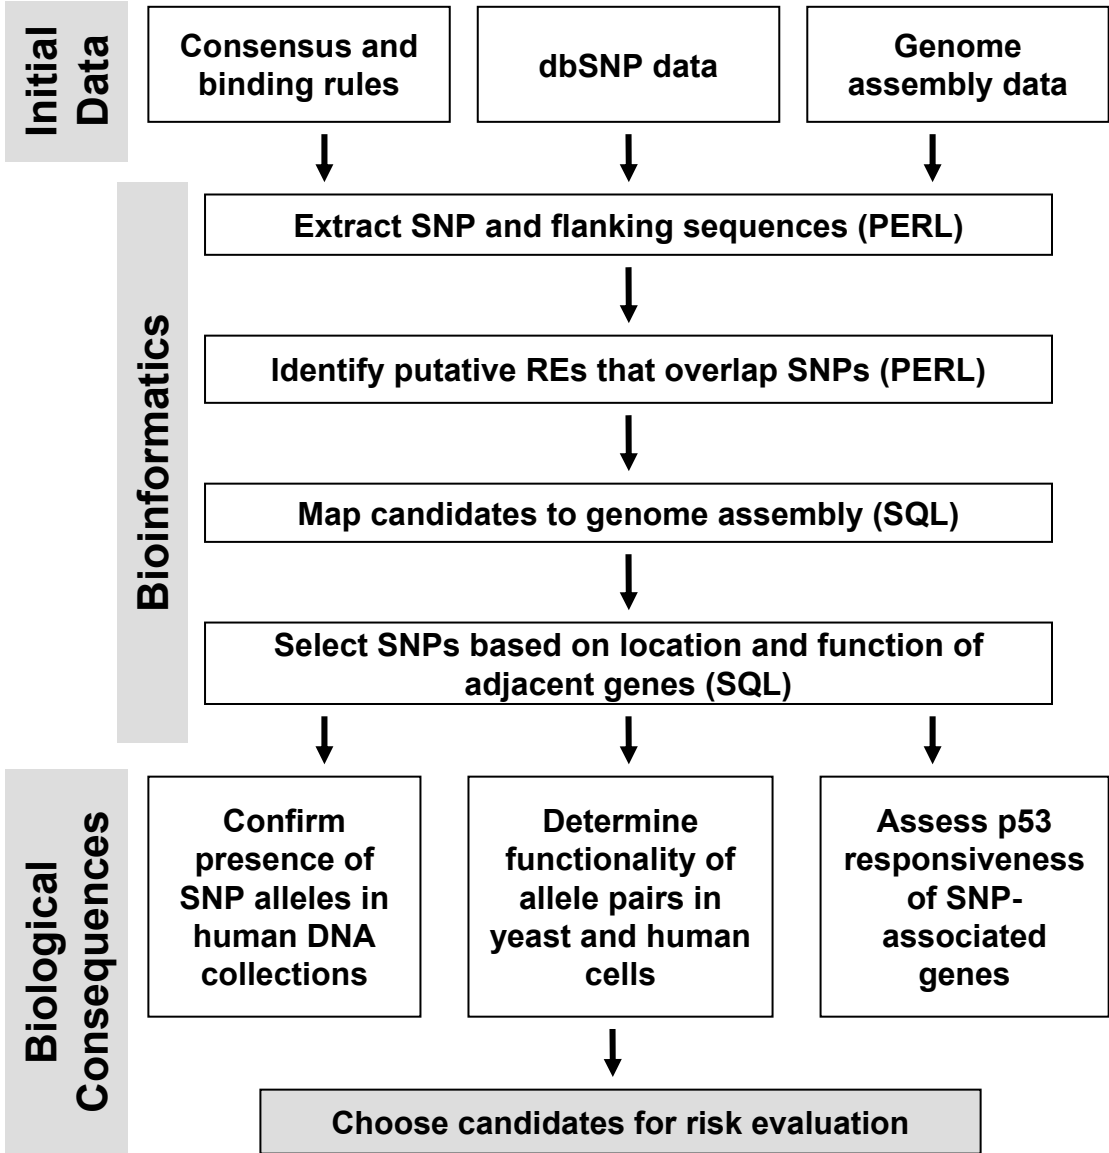 Initial
Data
Consensus and
binding rules
dbSNP data
Genome
assembly data
Bioinformatics
Extract SNP and flanking sequences (PERL)
Identify putative REs that overlap SNPs (PERL)
Map candidates to genome assembly (SQL)
Select SNPs based on location and function of
adjacent genes (SQL)
Biological
Consequences
Confirm
presence of
SNP alleles in
human DNA
collections
Determine
functionality of
allele pairs in
yeast and human
cells
Assess p53
responsiveness
of SNP-
associated
genes
Choose candidates for risk evaluation